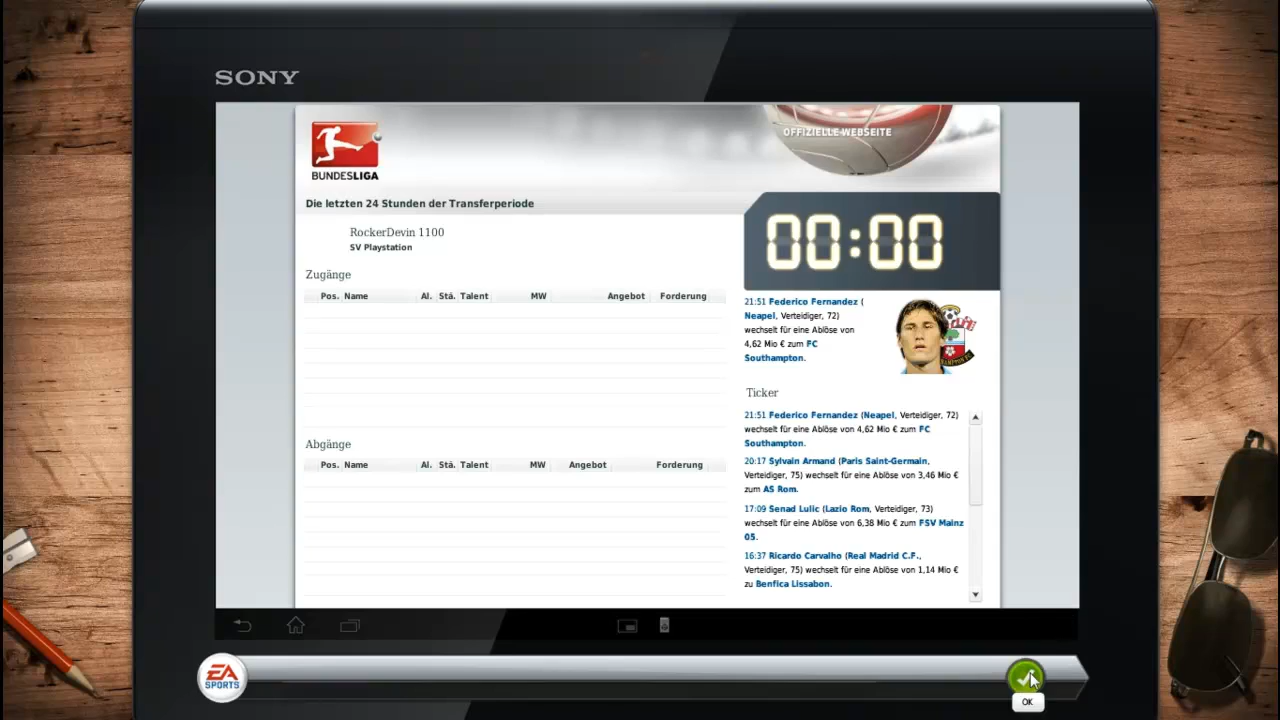 SONY
OFFIZIELLE WEBSEITE
BUNDESLIGA
Die letzten 24 Stunden der Transferperiode
00:00
RockerDevin 1100
SV Playstation
Zugänge
Pos. Name Al. Stä. Talent MW Angebot Forderung
21:51 Federico Fernandez (
Neapel, Verteidiger, 72)
wechselt für eine Ablöse von
4,62 Mio € zum FC
Southampton.
Ticker
21:51 Federico Fernandez (Neapel, Verteidiger, 72)
wechselt für eine Ablöse von 4,62 Mio € zum FC
Southampton.
Abgänge
Pos. Name Al. Stä. Talent MW Angebot Forderung
20:17 Sylvain Armand (Paris Saint-Germain,
Verteidiger, 75) wechselt für eine Ablöse von 3,46 Mio €
zum AS Rom.
17:09 Senad Lulic (Lazio Rom, Verteidiger, 73)
wechselt für eine Ablöse von 6,38 Mio € zum FSV Mainz
05.
16:37 Ricardo Carvalho (Real Madrid C.F.,
Verteidiger, 75) wechselt für eine Ablöse von 1,14 Mio €
zu Benfica Lissabon.
EA
SPORTS
OK